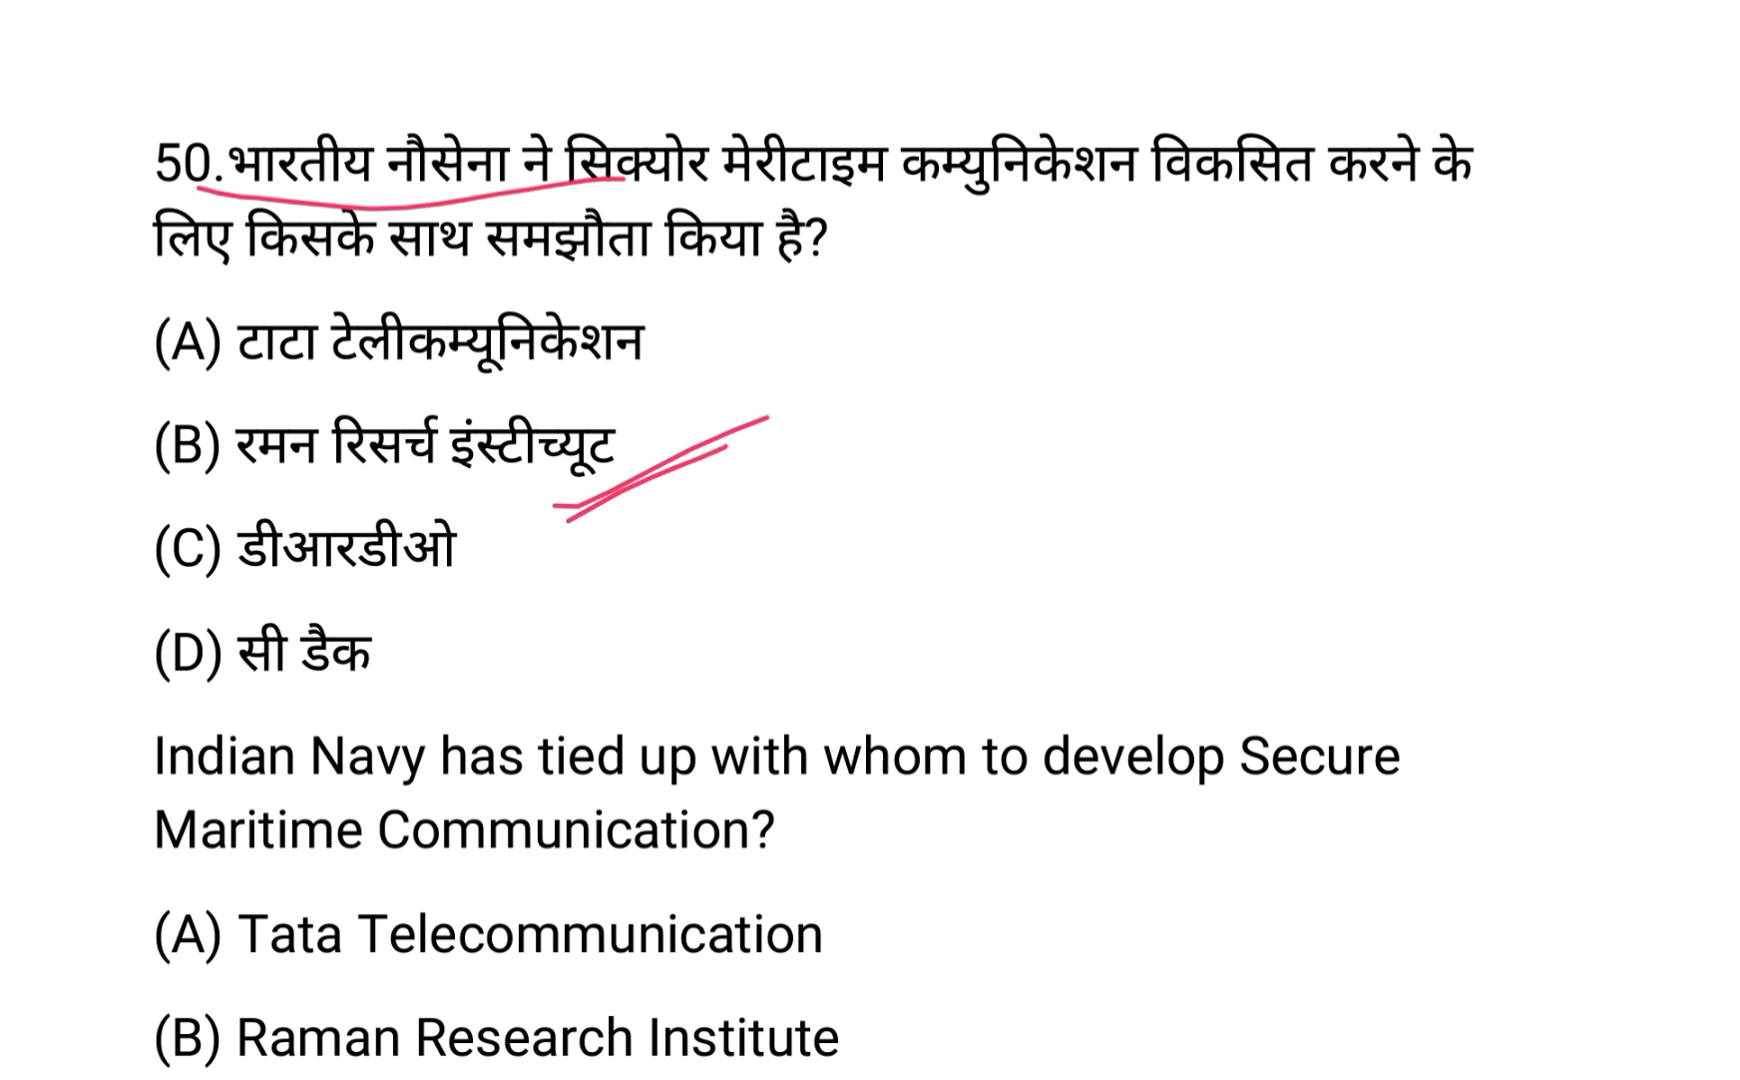 50.भारतीय नौसेना ने सिक्योर मेरीटाइम कम्युनिकेशन विकसित करने के
लिए किसके साथ समझौता किया है?
(A) टाटा टेलीकम्यूनिकेशन
(B) रमन रिसर्च इंस्टीच्यूट
(C) डीआरडीओ
(D) सी डैक
Indian Navy has tied up with whom to develop Secure
Maritime Communication?
(A) Tata Telecommunication
(B) Raman Research Institute